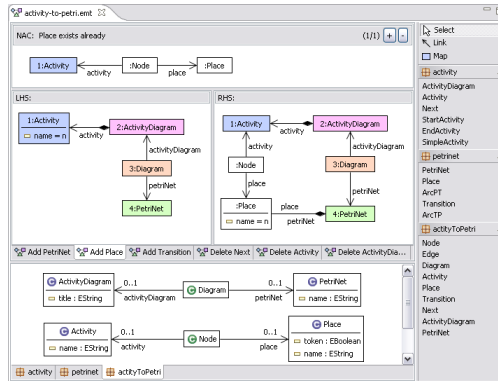 activity-to-petri.emt
NAC: Place exists already (1/1) + -
1:Activity :Node :Place
activity place
LHS:
1:Activity
name = n
2:ActivityDiagram
activity
activityDiagram
3:Diagram
petriNet
4:PetriNet
RHS:
1:Activity 2:ActivityDiagram
activity
activity activityDiagram
:Node 3:Diagram
place petriNet
:Place
name = n
place
petriNet
4:PetriNet
Add PetriNet Add Place Add Transition Delete Next Delete Activity Delete ActivityDia...
ActivityDiagram
title : EString
0..1
activityDiagram
Diagram
0..1
petriNet
PetriNet
name : EString
Activity
name : EString
0..1
activity
Node
0..1
place
Place
token : EBoolean
name : EString
activity petrinet actityToPetri
Select
Link
Map
activity
ActivityDiagram
Activity
Next
StartActivity
EndActivity
SimpleActivity
petrinet
PetriNet
Place
ArcPT
Transition
ArcTP
actityToPetri
Node
Edge
Diagram
Activity
Place
Transition
Next
ActivityDiagram
PetriNet